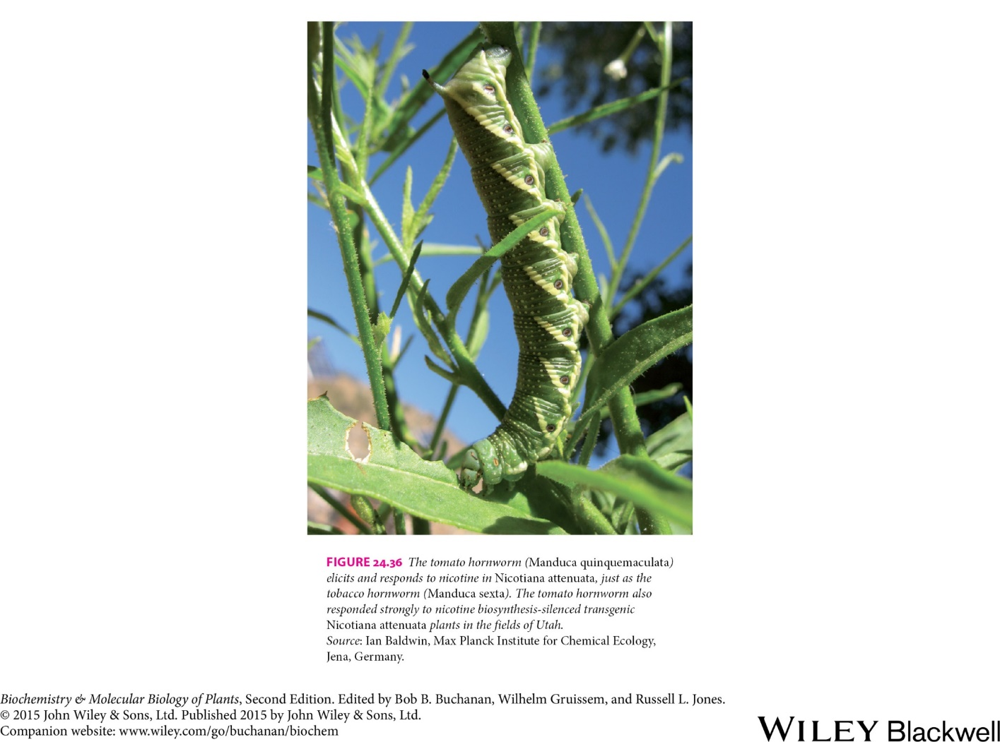 FIGURE 24.36 The tomato hornworm (Manduca quinquemaculata)
elicits and responds to nicotine in Nicotiana attenuata, just as the
tobacco hornworm (Manduca sexta). The tomato hornworm also
responded strongly to nicotine biosynthesis-silenced transgenic
Nicotiana attenuata plants in the fields of Utah.
Source: Ian Baldwin, Max Planck Institute for Chemical Ecology,
Jena, Germany.
Biochemistry & Molecular Biology of Plants, Second Edition. Edited by Bob B. Buchanan, Wilhelm Gruissem, and Russell L. Jones.
© 2015 John Wiley & Sons, Ltd. Published 2015 by John Wiley & Sons, Ltd.
Companion website: www.wiley.com/go/buchanan/biochem
WILEY Blackwell